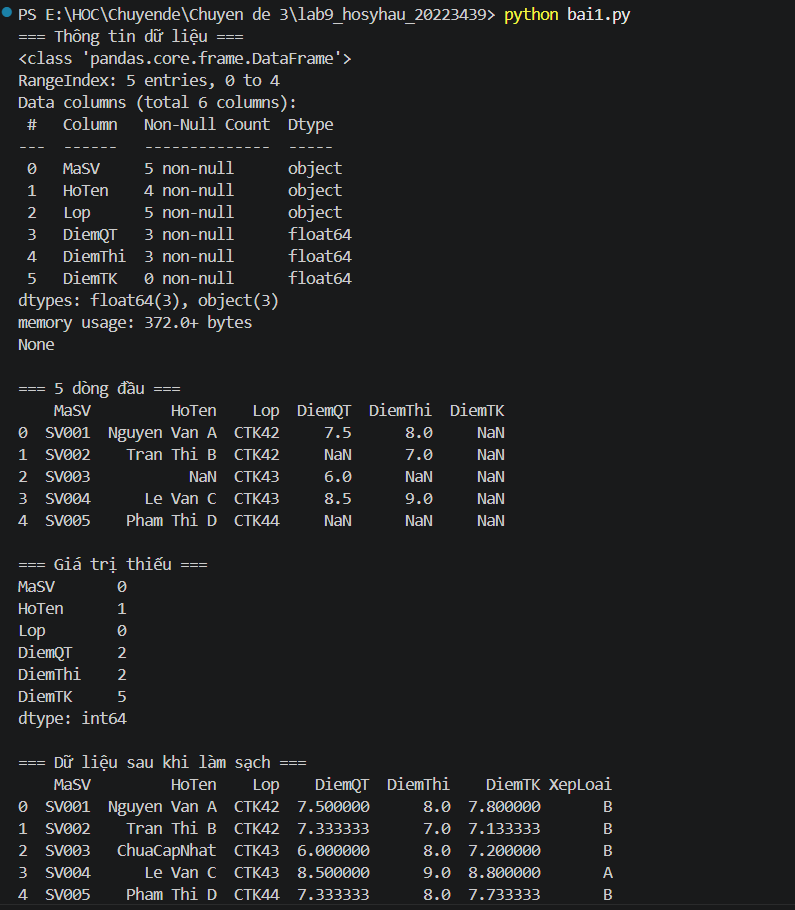 PS E:\HOC\Chuyende\Chuyen de 3\lab9_hosyhau_20223439> python bai1.py
=== Thông tin dữ liệu ===
<class 'pandas.core.frame.DataFrame'>
RangeIndex: 5 entries, 0 to 4
Data columns (total 6 columns):
 #   Column   Non-Null Count  Dtype
---  ------   --------------  -----
 0   MaSV     5 non-null      object
 1   HoTen    4 non-null      object
 2   Lop      5 non-null      object
 3   DiemQT   3 non-null      float64
 4   DiemThi  3 non-null      float64
 5   DiemTK   0 non-null      float64
dtypes: float64(3), object(3)
memory usage: 372.0+ bytes
None

=== 5 dòng đầu ===
    MaSV         HoTen    Lop  DiemQT  DiemThi  DiemTK
0  SV001  Nguyen Van A  CTK42     7.5      8.0     NaN
1  SV002    Tran Thi B  CTK42     NaN      7.0     NaN
2  SV003           NaN  CTK43     6.0      NaN     NaN
3  SV004      Le Van C  CTK43     8.5      9.0     NaN
4  SV005    Pham Thi D  CTK44     NaN      NaN     NaN

=== Giá trị thiếu ===
MaSV       0
HoTen      1
Lop        0
DiemQT     2
DiemThi    2
DiemTK     5
dtype: int64

=== Dữ liệu sau khi làm sạch ===
    MaSV         HoTen    Lop    DiemQT  DiemThi    DiemTK XepLoai
0  SV001  Nguyen Van A  CTK42  7.500000      8.0  7.800000       B
1  SV002    Tran Thi B  CTK42  7.333333      7.0  7.133333       B
2  SV003    ChuaCapNhat  CTK43  6.000000      8.0  7.200000       B
3  SV004      Le Van C  CTK43  8.500000      9.0  8.800000       A
4  SV005    Pham Thi D  CTK44  7.333333      8.0  7.733333       B